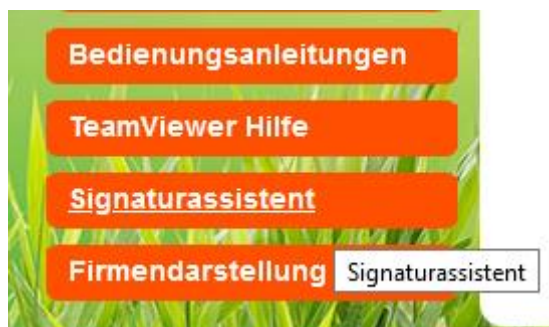 Bedienungsanleitungen
TeamViewer Hilfe
Signaturassistent
Firmendarstellung
Signaturassistent